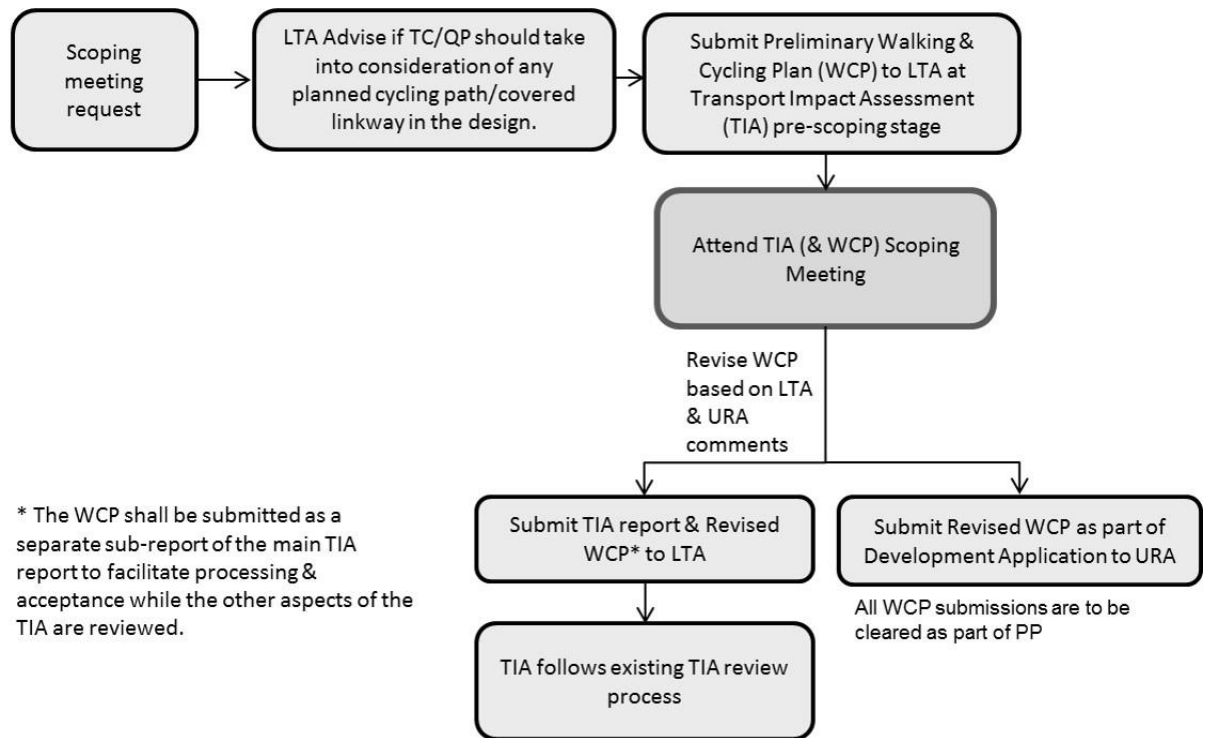 Scoping
meeting
request
LTA Advise if TC/QP should take
into consideration of any
planned cycling path/covered
linkway in the design.
Submit Preliminary Walking &
Cycling Plan (WCP) to LTA at
Transport Impact Assessment
(TIA) pre-scoping stage
Attend TIA (& WCP) Scoping
Meeting
Revise WCP
based on LTA
& URA
comments
* The WCP shall be submitted as a
separate sub-report of the main TIA
report to facilitate processing &
acceptance while the other aspects of the
TIA are reviewed.
Submit TIA report & Revised
WCP* to LTA
Submit Revised WCP as part of
Development Application to URA
All WCP submissions are to be
cleared as part of PP
TIA follows existing TIA review
process